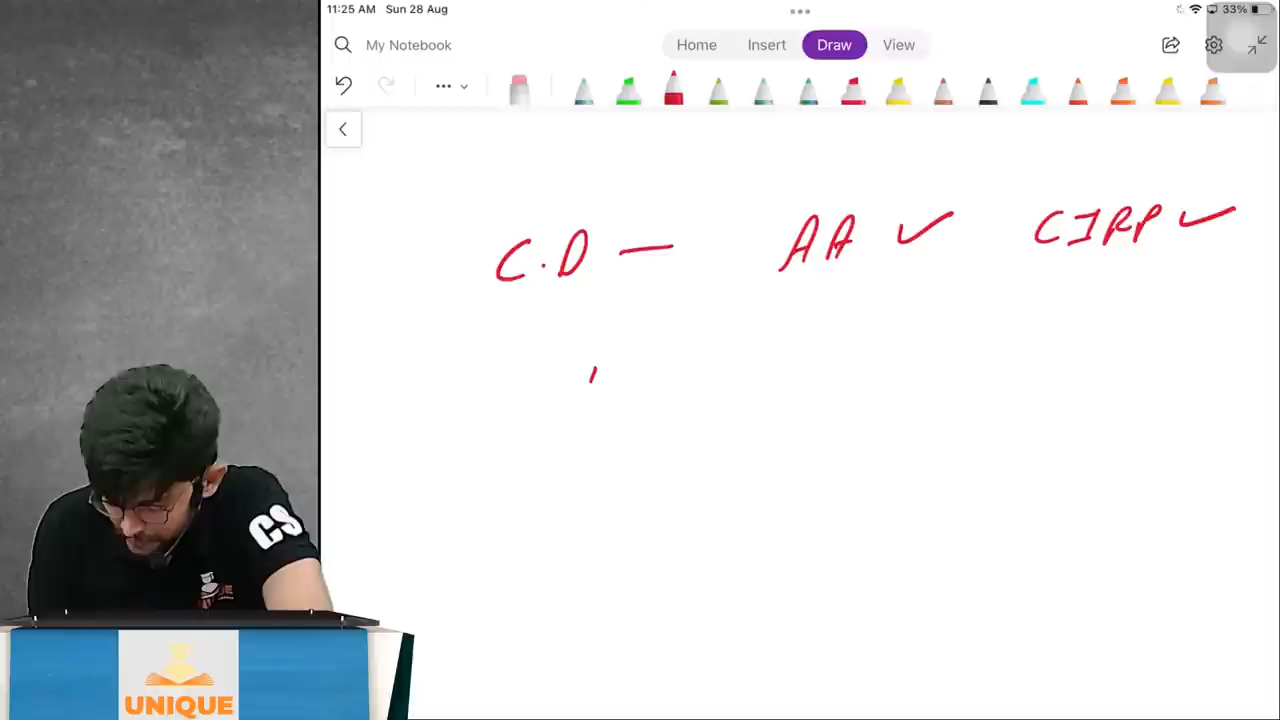 11:25 AM Sun 28 Aug
33%
My Notebook
Home Insert Draw View
C.D — AA ✓ CIRP ✓
CS
UNIQUE